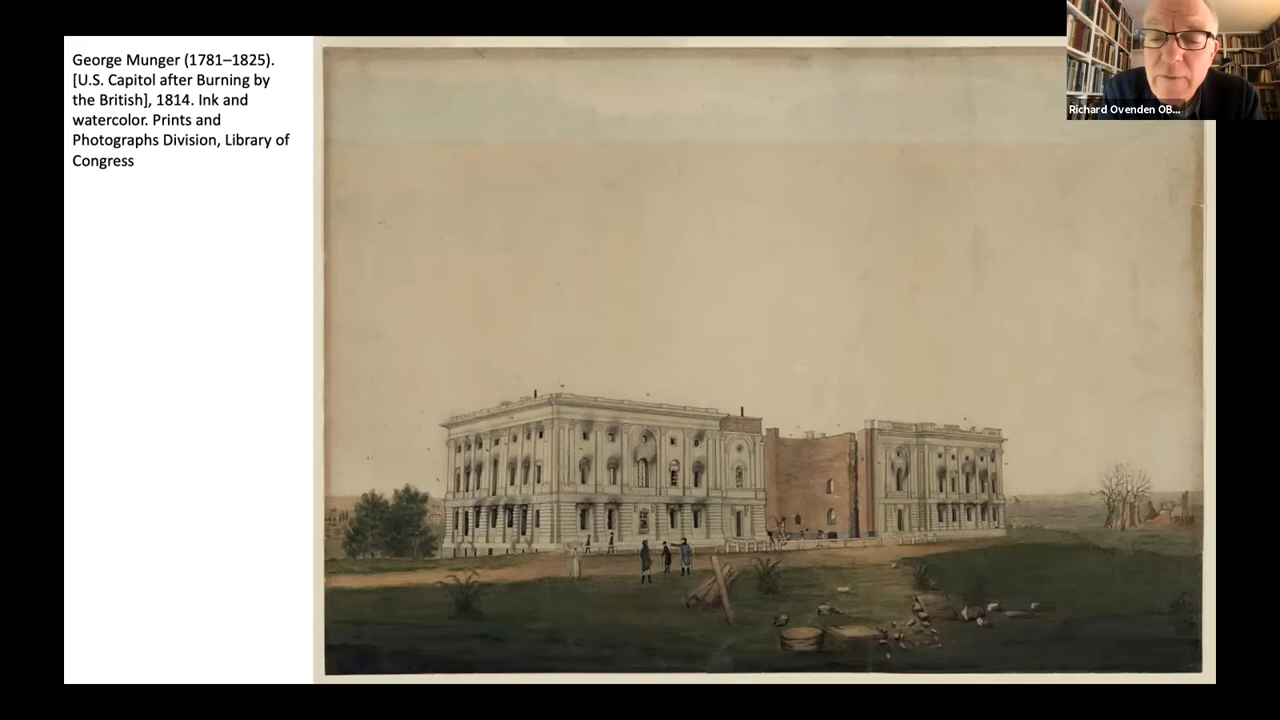 George Munger (1781–1825).
[U.S. Capitol after Burning by
the British], 1814. Ink and
watercolor. Prints and
Photographs Division, Library of
Congress
Richard Ovenden OB...